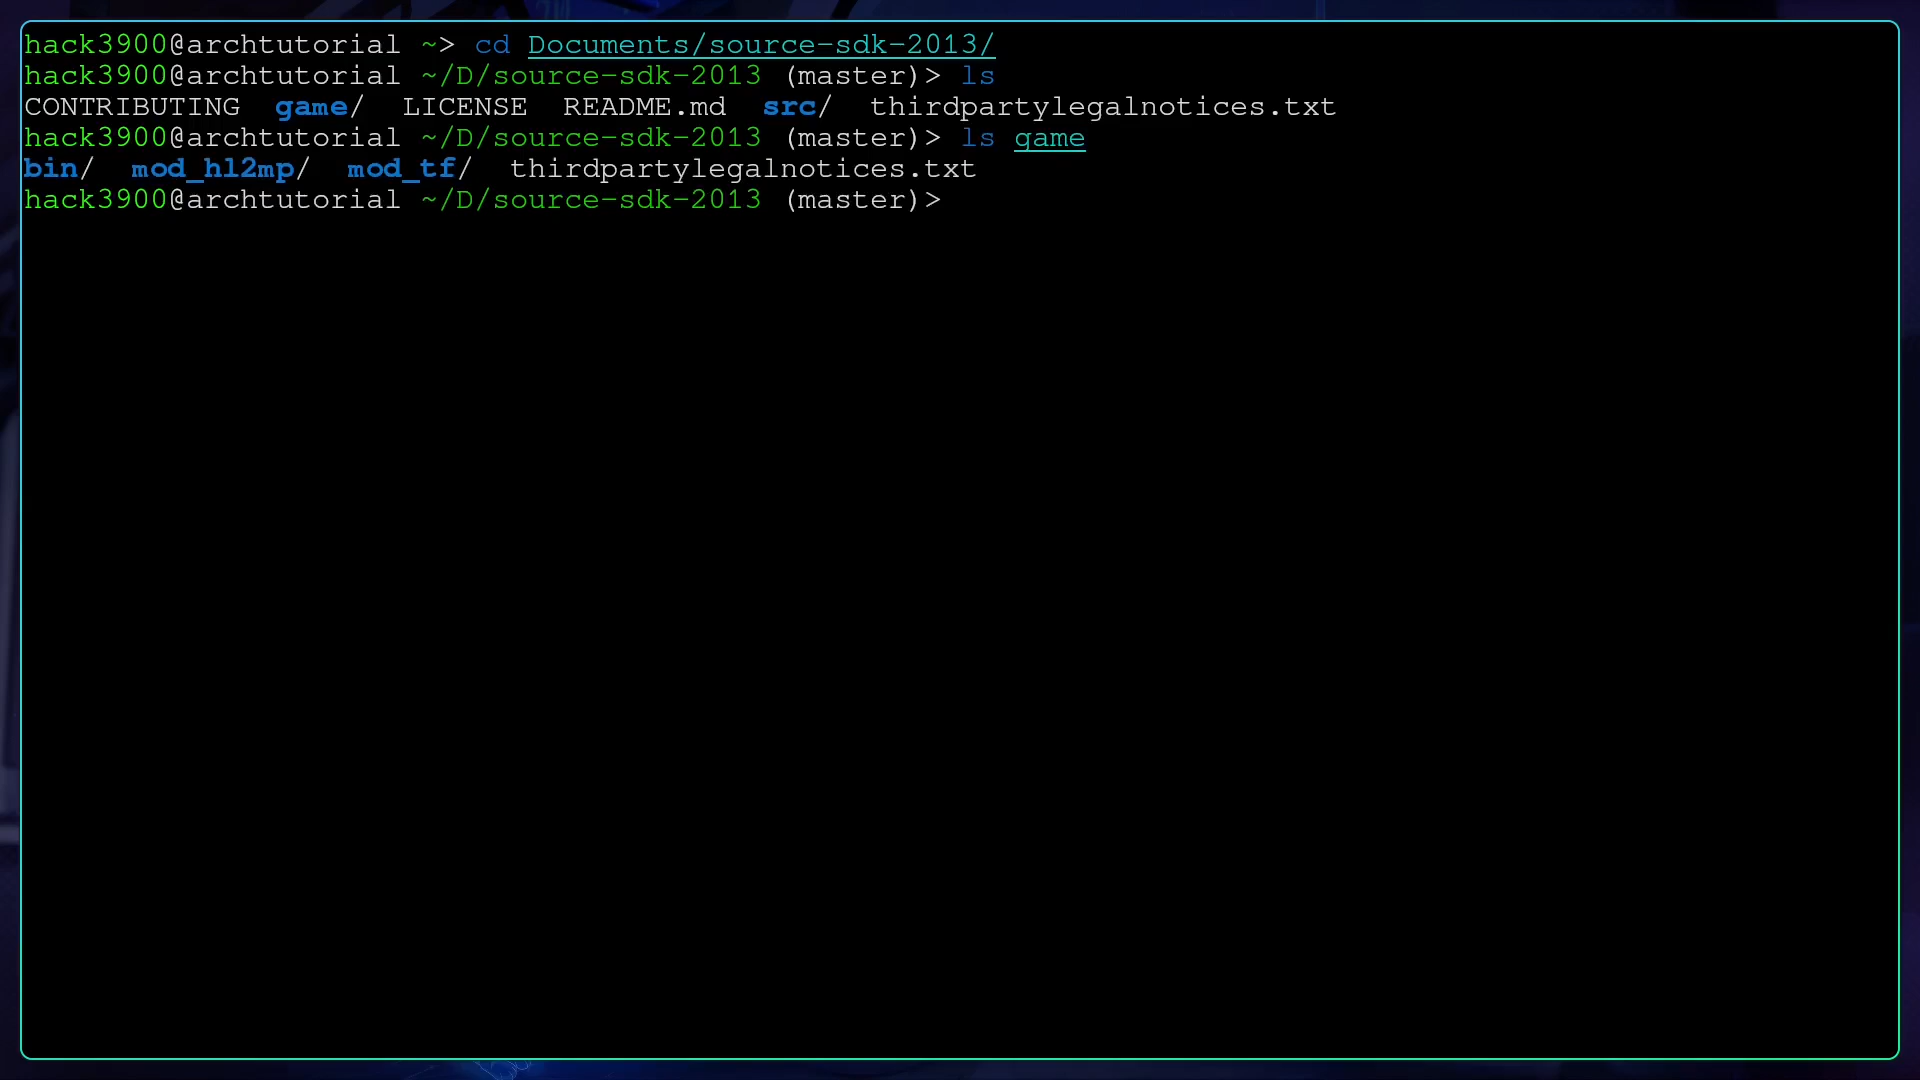 hack3900@archtutorial ~> cd Documents/source-sdk-2013/
hack3900@archtutorial ~/D/source-sdk-2013 (master)> ls
CONTRIBUTING  game/  LICENSE  README.md  src/  thirdpartylegalnotices.txt
hack3900@archtutorial ~/D/source-sdk-2013 (master)> ls game
bin/  mod_hl2mp/  mod_tf/  thirdpartylegalnotices.txt
hack3900@archtutorial ~/D/source-sdk-2013 (master)>